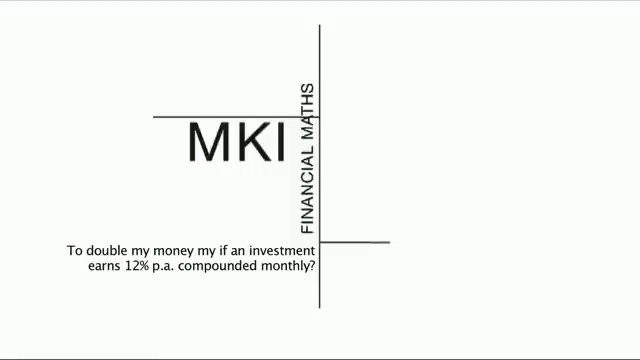 MKI
FINANCIAL MATHS
To double my money my if an investment
earns 12% p.a. compounded monthly?